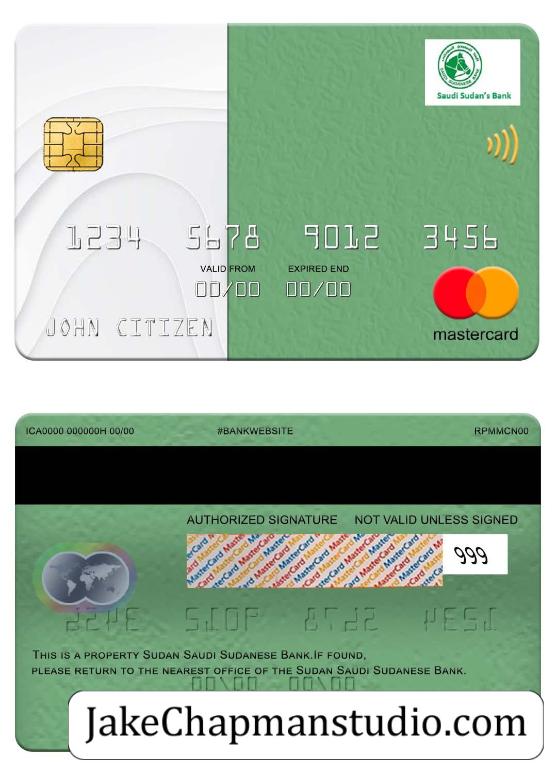 Saudi Sudan's Bank
1234 5678 9012 3456
VALID FROM EXPIRED END
00/00 00/00
JOHN CITIZEN
mastercard
ICA0000 000000H 00/00 #BANKWEBSITE RPMMCN00
AUTHORIZED SIGNATURE NOT VALID UNLESS SIGNED
MasterCard MasterCard MasterCard MasterCard
999
THIS IS A PROPERTY SUDAN SAUDI SUDANESE BANK.IF FOUND,
PLEASE RETURN TO THE NEAREST OFFICE OF THE SUDAN SAUDI SUDANESE BANK.
JakeChapmanstudio.com